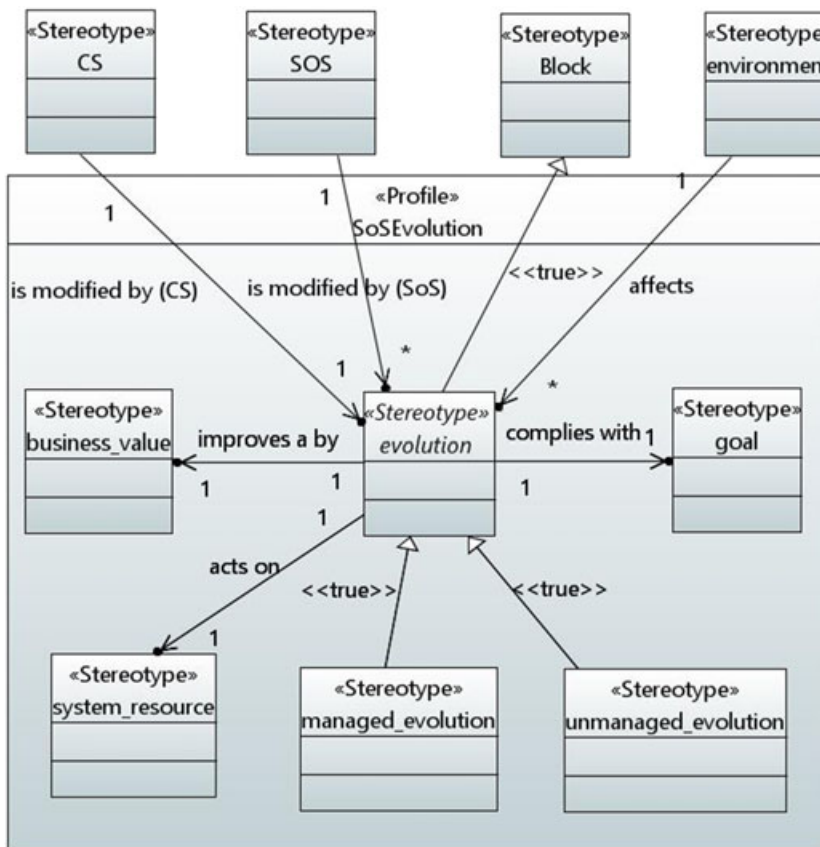 «Stereotype»
CS
«Stereotype»
SOS
«Stereotype»
Block
«Stereotype»
environment
1
1
1
«Profile»
SoSEvolution
is modified by (CS)
is modified by (SoS)
<<true>>
affects
1
*
*
«Stereotype»
business_value
improves a by
«Stereotype»
evolution
complies with
1
«Stereotype»
goal
1
1
1
1
acts on
1
<<true>>
<<true>>
«Stereotype»
system_resource
«Stereotype»
managed_evolution
«Stereotype»
unmanaged_evolution